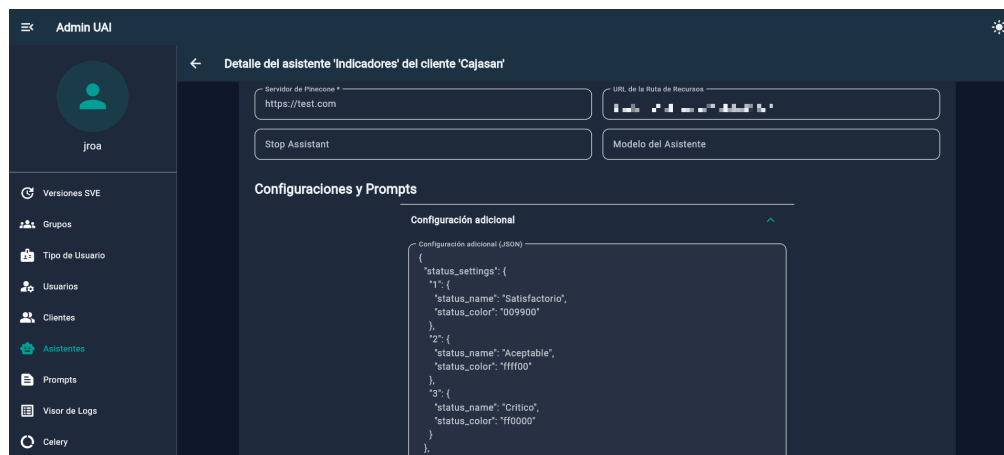 Admin UAI
jroa
Versiones SVE
Grupos
Tipo de Usuario
Usuarios
Clientes
Asistentes
Prompts
Visor de Logs
Celery
Detalle del asistente 'Indicadores' del cliente 'Cajasan'
Servidor de Pinecone *
https://test.com
URL de la Ruta de Recursos
Stop Assistant
Modelo del Asistente
Configuraciones y Prompts
Configuración adicional
Configuración adicional (JSON)
{
"status_settings": {
"1": {
"status_name": "Satisfactorio",
"status_color": "009900"
},
"2": {
"status_name": "Aceptable",
"status_color": "ffff00"
},
"3": {
"status_name": "Crítico",
"status_color": "ff0000"
}
},